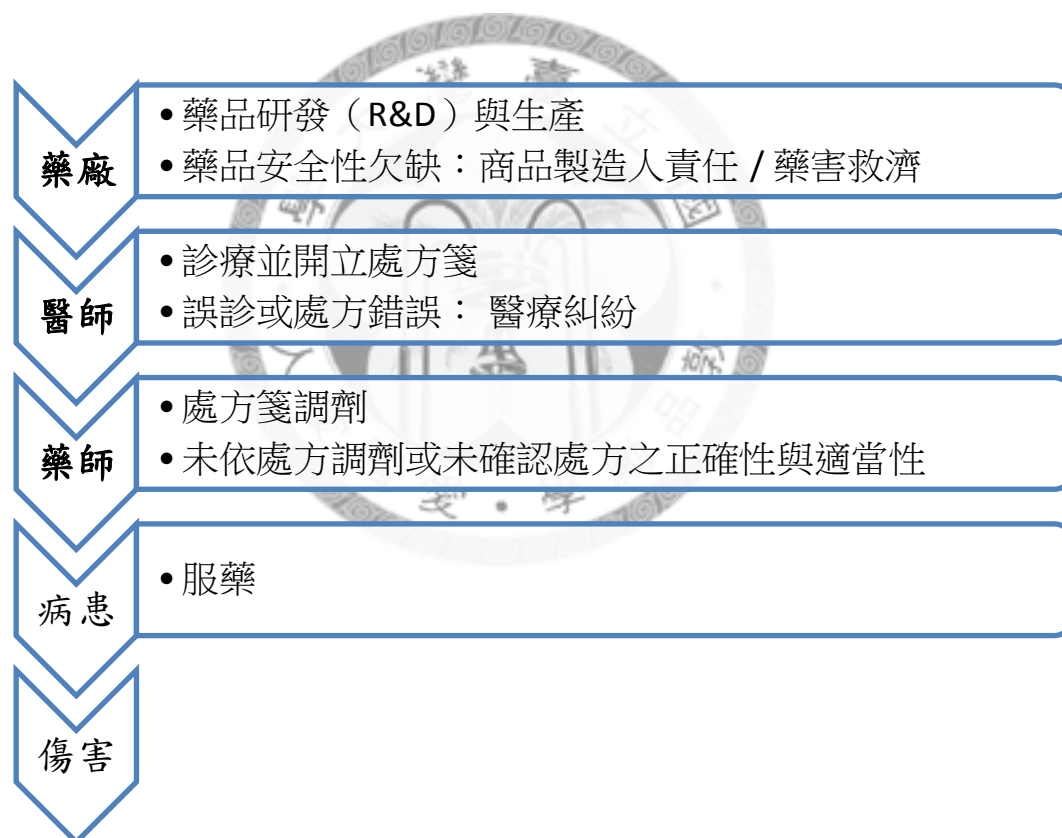 藥廠
•藥品研發（R&D）與生產
•藥品安全性欠缺：商品製造人責任 / 藥害救濟
醫師
•診療並開立處方箋
•誤診或處方錯誤： 醫療糾紛
藥師
•處方箋調劑
•未依處方調劑或未確認處方之正確性與適當性
病患
•服藥
傷害